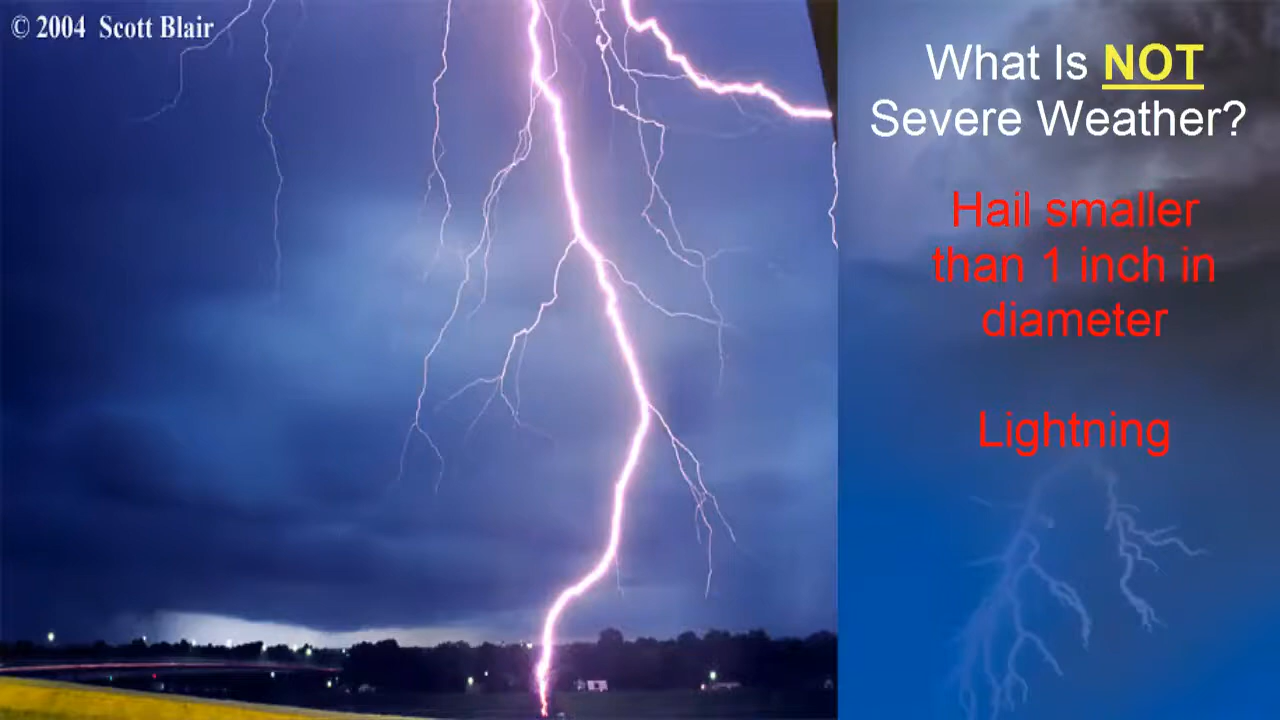 © 2004 Scott Blair
What Is NOT
Severe Weather?
Hail smaller
than 1 inch in
diameter
Lightning